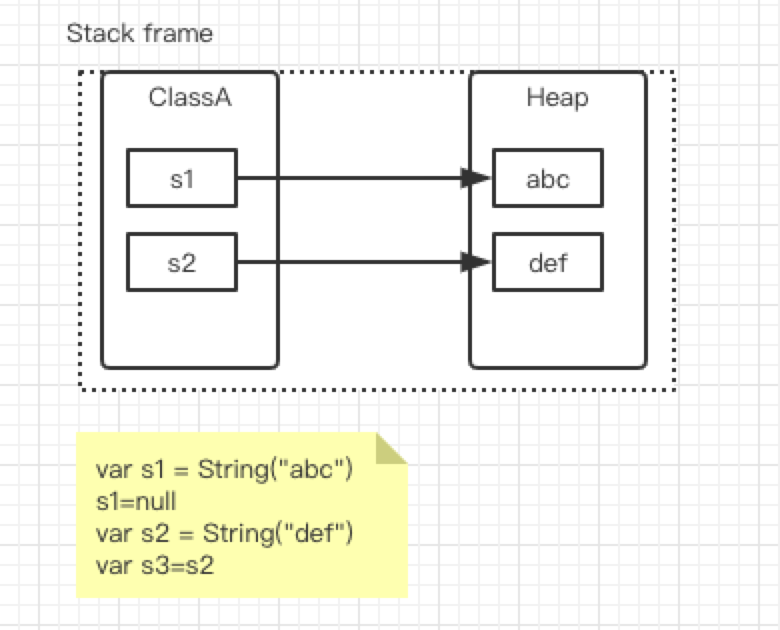 Stack frame
ClassA
Heap
s1
abc
s2
def
var s1 = String("abc")
s1=null
var s2 = String("def")
var s3=s2